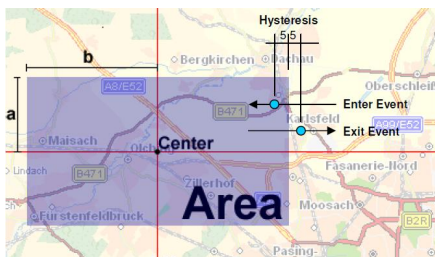 Hysteresis
5 5
b
Bergkirchen
Dachau
A8/E52
Oberschleiß
a
B471
Enter Event
Karlsfeld
A99/E52
Exit Event
Maisach
Olch
Center
Fasanerie-Nord
Lindach
B471
Zillerhof
Area
Moosach
Fürstenfeldbruck
B2R
Pasing-